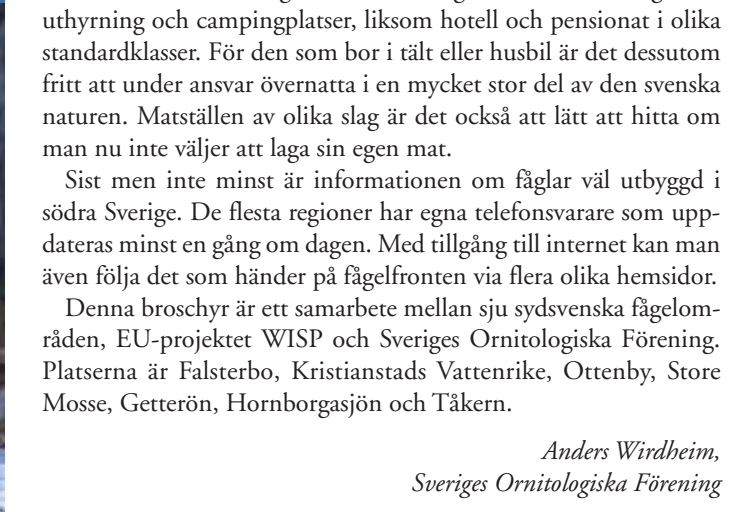 uthyrning och campingplatser, liksom hotell och pensionat i olika
standardklasser. För den som bor i tält eller husbil är det dessutom
fritt att under ansvar övernatta i en mycket stor del av den svenska
naturen. Matställen av olika slag är det också att lätt att hitta om
man nu inte väljer att laga sin egen mat.
Sist men inte minst är informationen om fåglar väl utbyggd i
södra Sverige. De flesta regioner har egna telefonsvarare som upp-
dateras minst en gång om dagen. Med tillgång till internet kan man
även följa det som händer på fågelfronten via flera olika hemsidor.
Denna broschyr är ett samarbete mellan sju sydsvenska fågelom-
råden, EU-projektet WISP och Sveriges Ornitologiska Förening.
Platserna är Falsterbo, Kristianstads Vattenrike, Ottenby, Store
Mosse, Getterön, Hornborgasjön och Tåkern.
Anders Wirdheim,
Sveriges Ornitologiska Förening